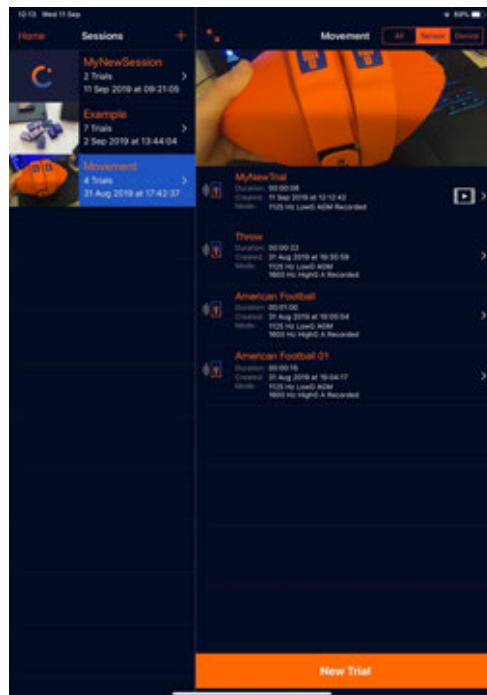 12:13 Wed 11 Sep
Home
Sessions
+
MyNewSession
2 Trials
11 Sep 2019 at 09:21:05
Example
7 Trials
2 Sep 2019 at 13:44:04
Movement
4 Trials
31 Aug 2019 at 17:42:37
Movement
All
Sensor
Device
MyNewTrial
Duration: 00:00:08
Created: 11 Sep 2019 at 12:12:42
Mode: 1125 Hz LowG AGM Recorded
Throw
Duration: 00:00:22
Created: 31 Aug 2019 at 19:35:59
Mode: 1125 Hz LowG AGM
1600 Hz HighG A Recorded
American Football
Duration: 00:01:00
Created: 31 Aug 2019 at 19:05:04
Mode: 1125 Hz LowG AGM
1600 Hz HighG A Recorded
American Football 01
Duration: 00:00:15
Created: 31 Aug 2019 at 19:04:17
Mode: 1125 Hz LowG AGM
1600 Hz HighG A Recorded
New Trial